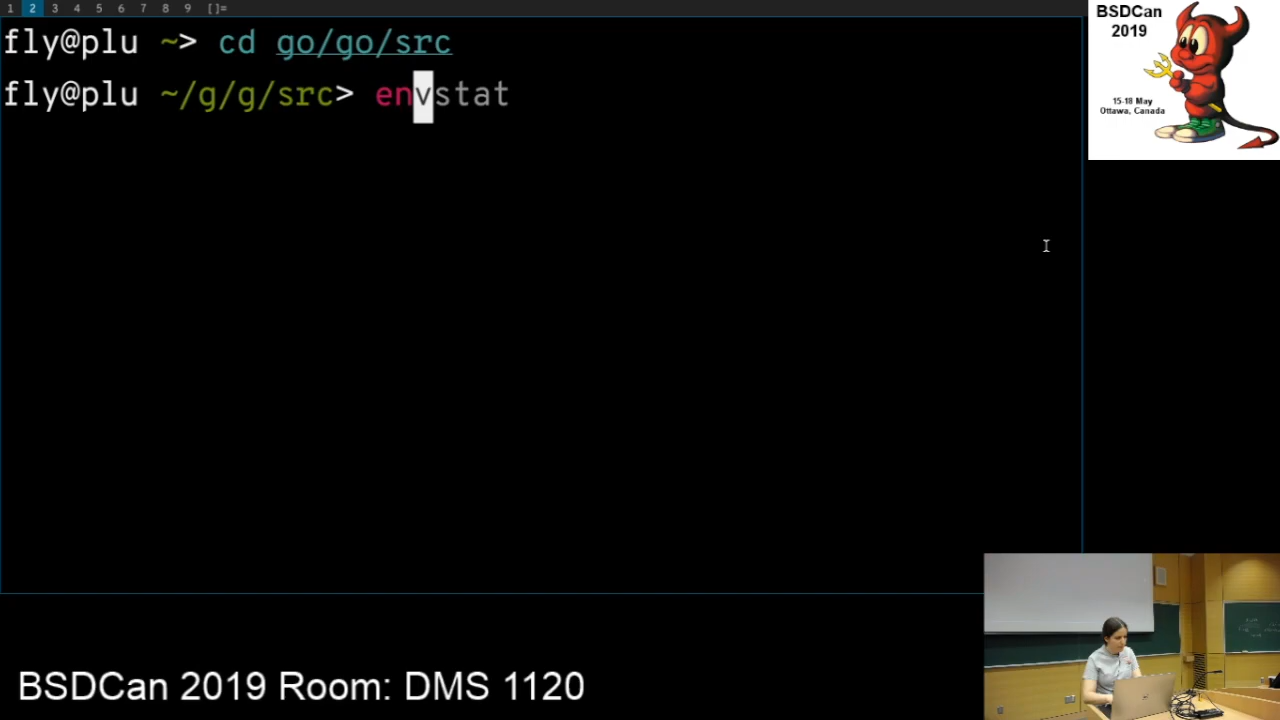 1 2 3 4 5 6 7 8 9 []=
fly@plu ~> cd go/go/src
fly@plu ~/g/g/src> envstat
BSDCan
2019
15-18 May
Ottawa, Canada
BSDCan 2019 Room: DMS 1120